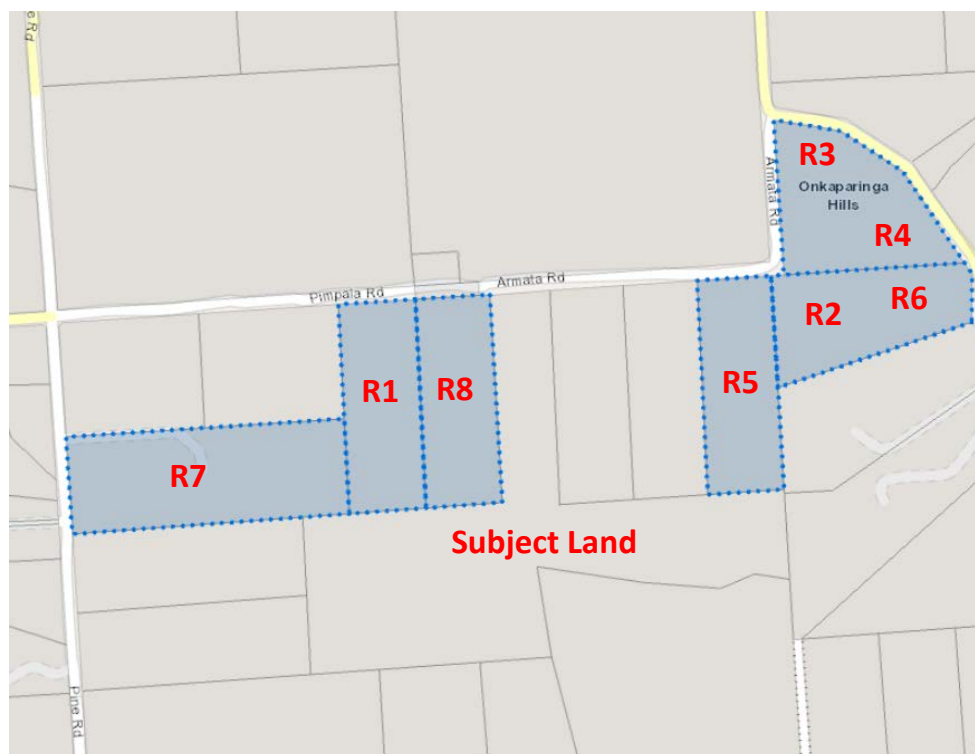 e Rd
R3
Armata Rd
Onkaparinga
Hills
R4
Armata Rd
Pimpala Rd
R2
R6
R1
R8
R5
R7
Subject Land
Pine Rd